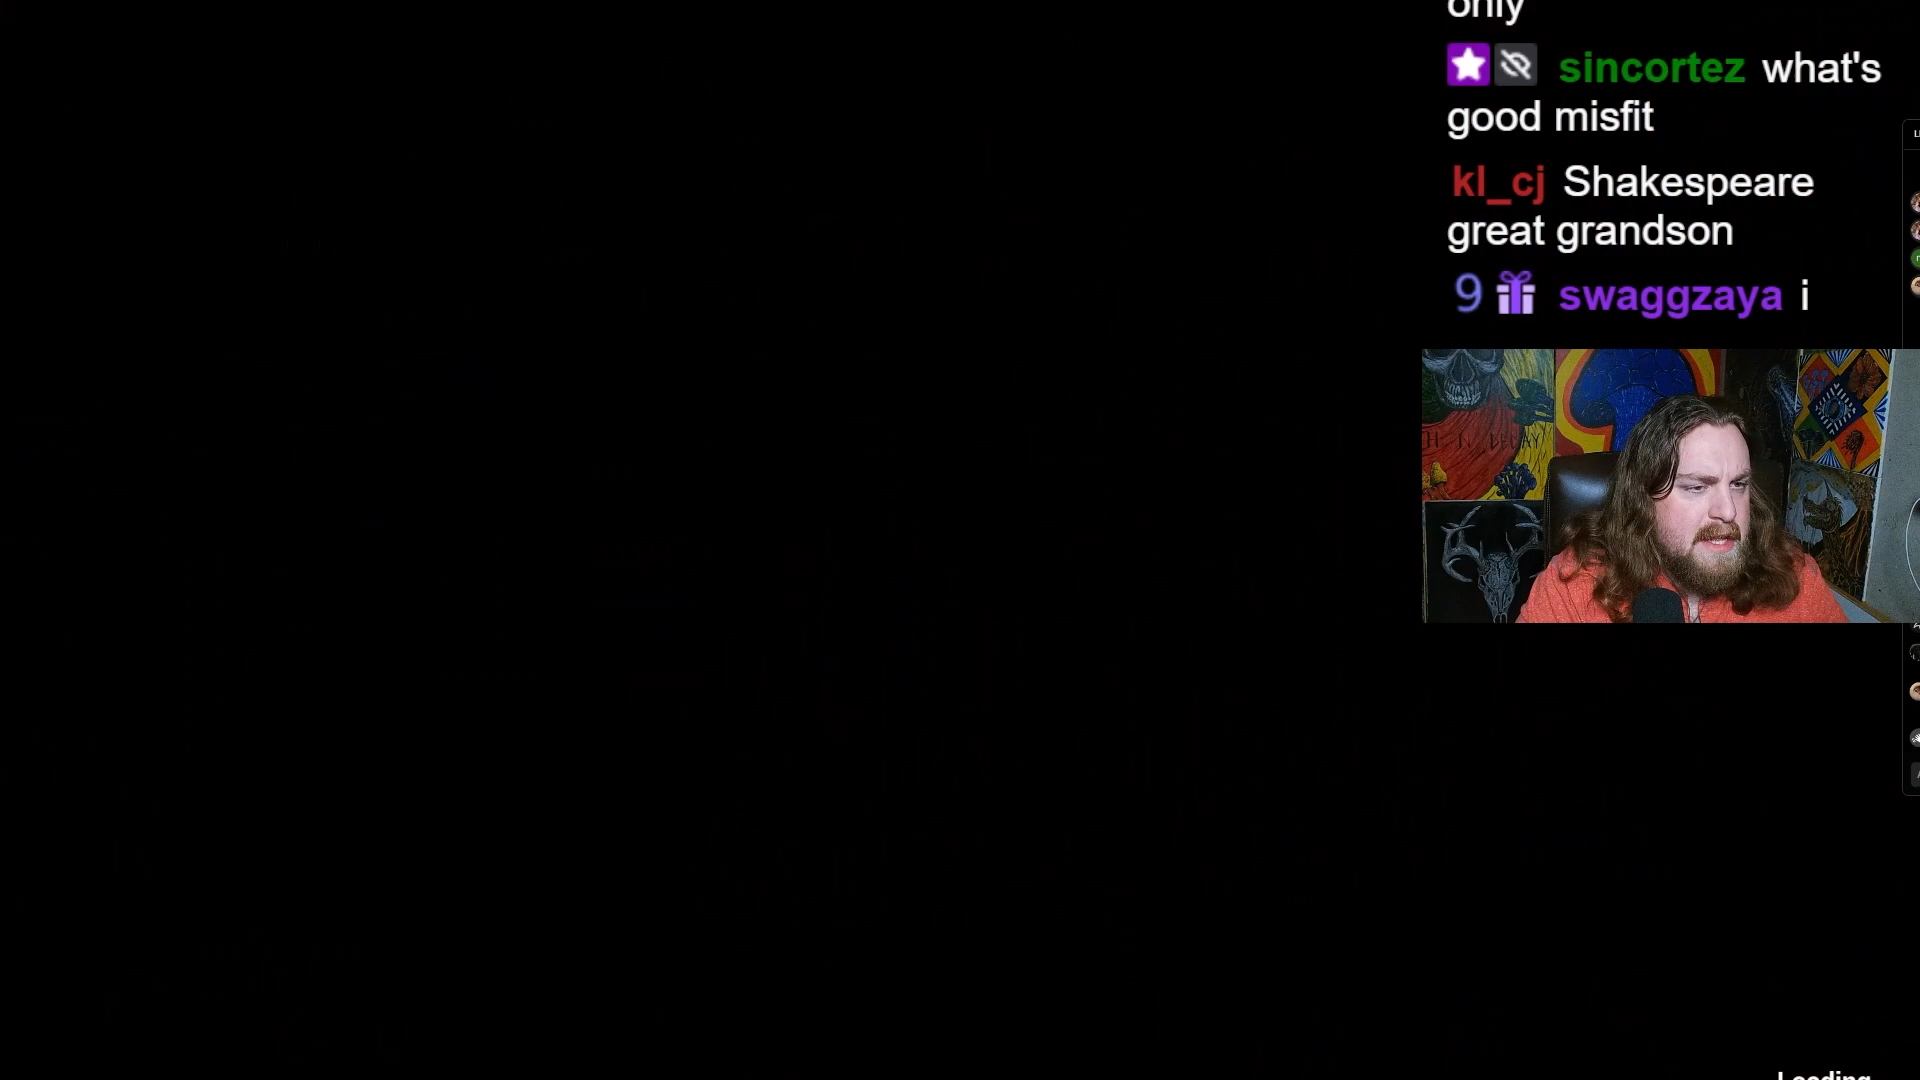 only
sincortez what's
good misfit
kl_cj Shakespeare
great grandson
9 swaggzaya i
Loading